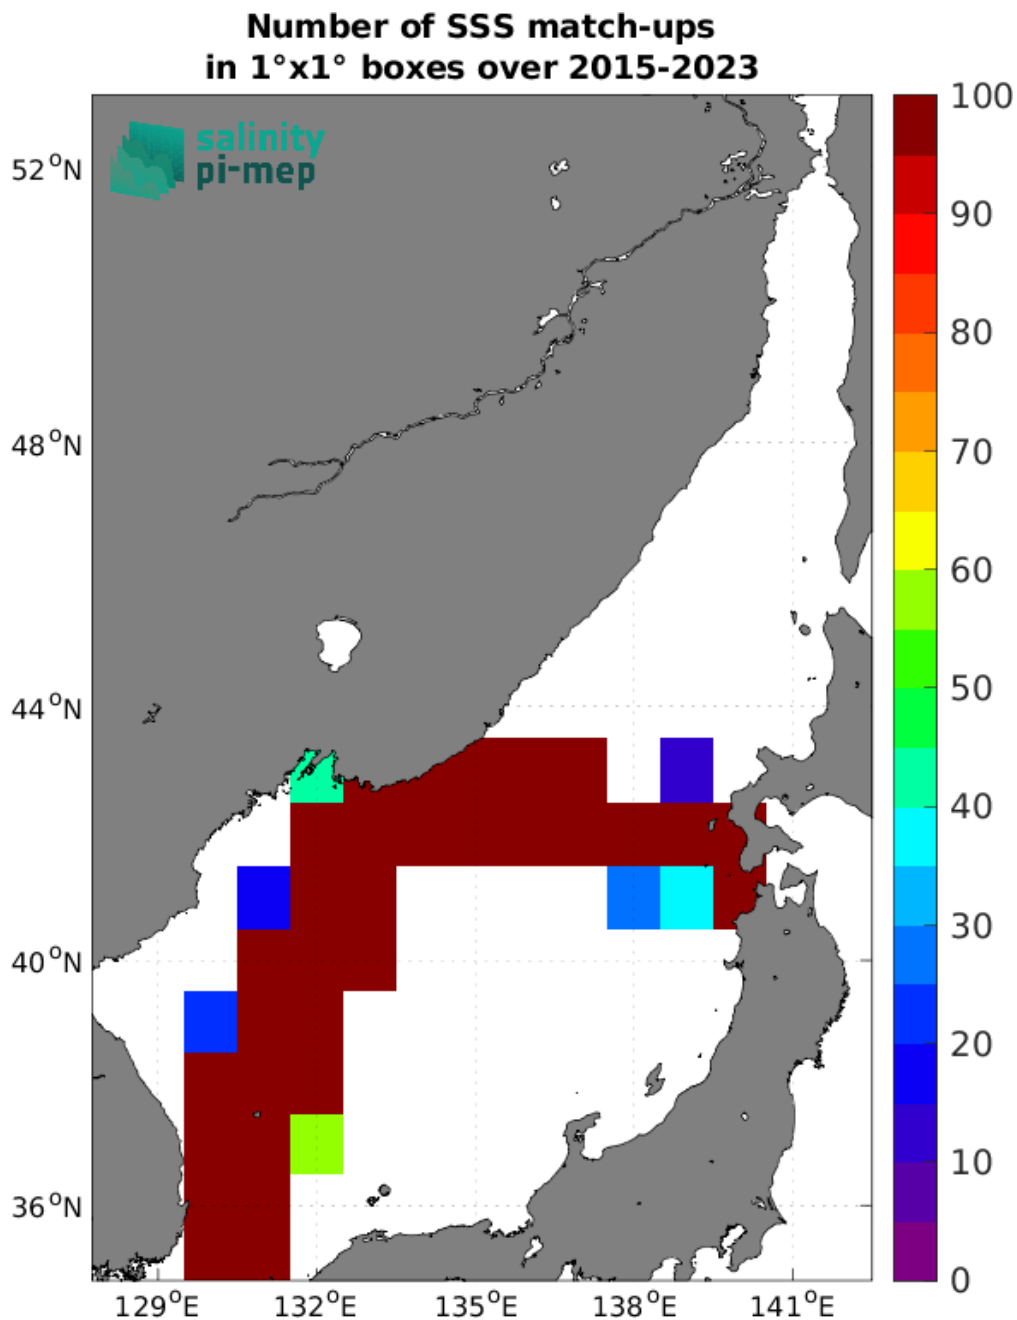 Number of SSS match-ups
in 1°x1° boxes over 2015-2023
salinity
pi-mep
52°N
48°N
44°N
40°N
36°N
129°E 132°E 135°E 138°E 141°E
100
90
80
70
60
50
40
30
20
10
0